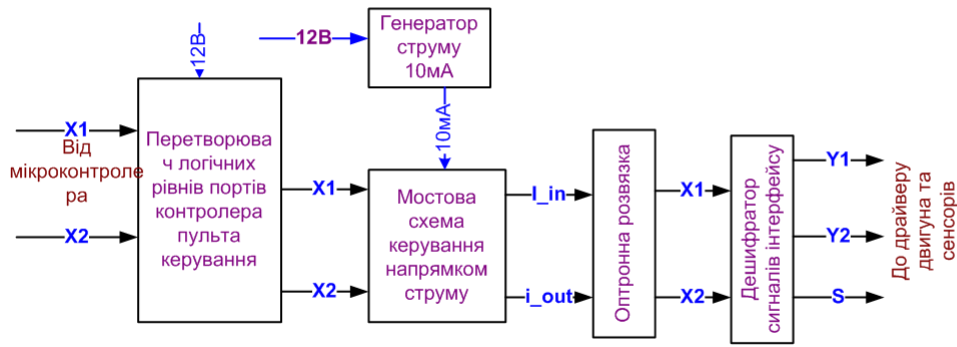 12В
12В
Генератор
струму
10мА
10мА
X1
Від
мікроконтроле
ра
X2
Перетворюва
ч логічних
рівнів портів
контролера
пульта
керування
X1
X2
Мостова
схема
керування
напрямком
струму
I_in
i_out
Оптронна розвязка
X1
X2
Дешифратор
сигналів інтерфейсу
Y1
Y2
S
До драйверу
двигуна та
сенсорів